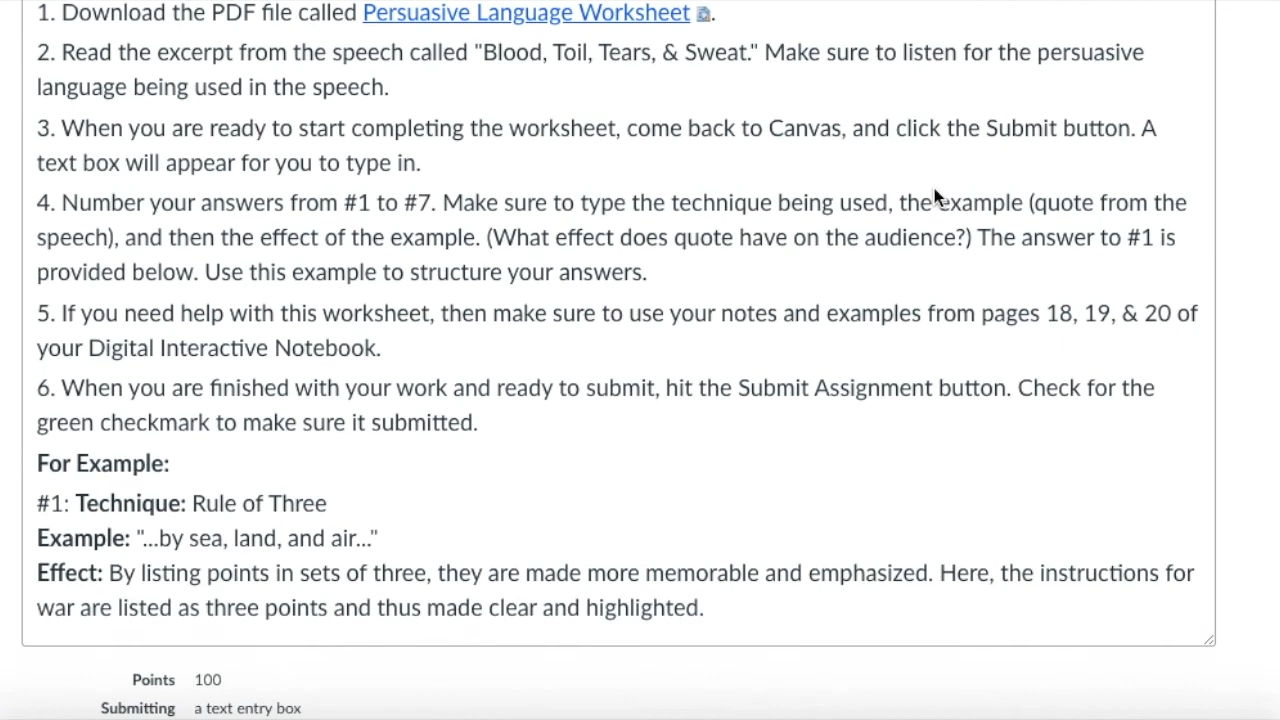 1. Download the PDF file called Persuasive Language Worksheet.
2. Read the excerpt from the speech called "Blood, Toil, Tears, & Sweat." Make sure to listen for the persuasive
language being used in the speech.
3. When you are ready to start completing the worksheet, come back to Canvas, and click the Submit button. A
text box will appear for you to type in.
4. Number your answers from #1 to #7. Make sure to type the technique being used, the example (quote from the
speech), and then the effect of the example. (What effect does quote have on the audience?) The answer to #1 is
provided below. Use this example to structure your answers.
5. If you need help with this worksheet, then make sure to use your notes and examples from pages 18, 19, & 20 of
your Digital Interactive Notebook.
6. When you are finished with your work and ready to submit, hit the Submit Assignment button. Check for the
green checkmark to make sure it submitted.
For Example:
#1: Technique: Rule of Three
Example: "...by sea, land, and air..."
Effect: By listing points in sets of three, they are made more memorable and emphasized. Here, the instructions for
war are listed as three points and thus made clear and highlighted.
Points 100
Submitting a text entry box